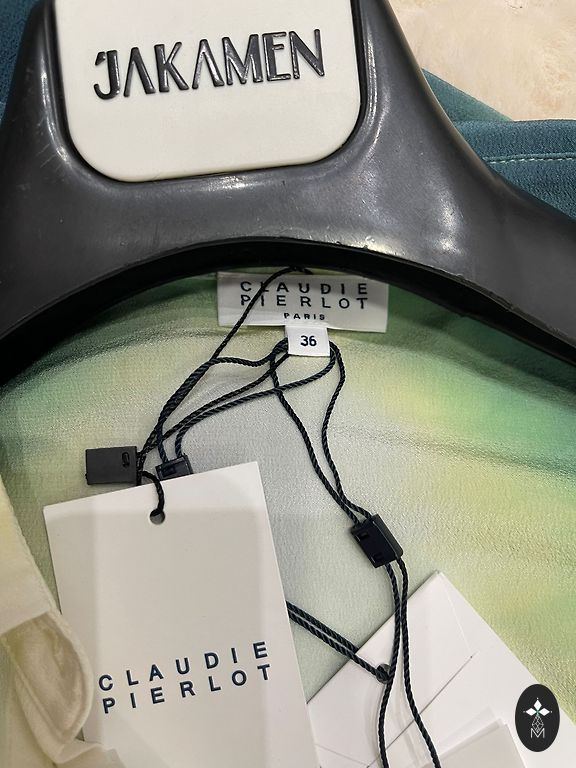 JAKAMEN
CLAUDIE
PIERLOT
PARIS
36
CLAUDIE
PIERLOT